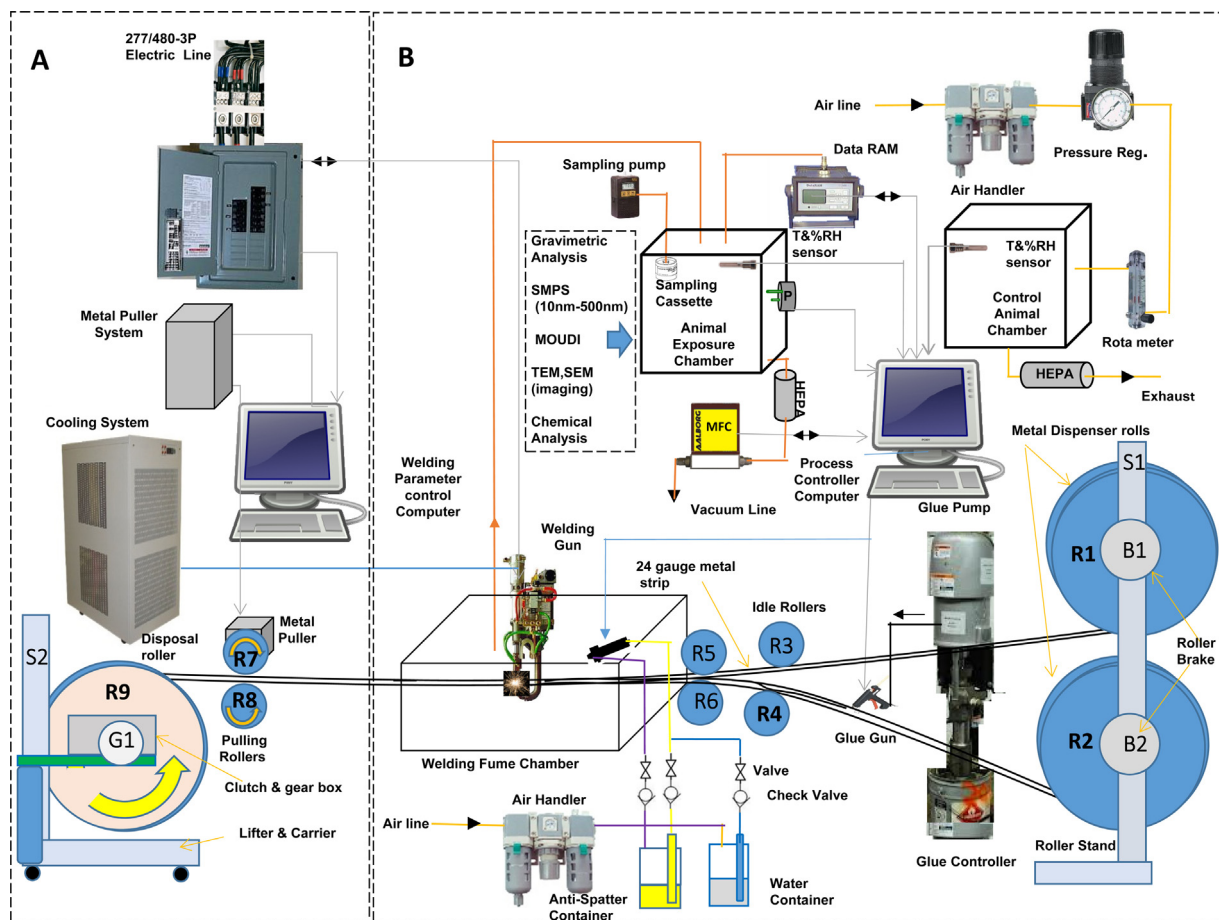 A
277/480-3P
Electric Line
Metal Puller
System
Cooling System
Disposal
roller
Metal
Puller
S2
R7
R8
R9
G1
Pulling
Rollers
Clutch & gear box
Lifter & Carrier
B
Air line
Air Handler
Pressure Reg.
Sampling pump
Data RAM
T&%RH
sensor
Gravimetric
Analysis
SMPS
(10nm-500nm)
MOUDI
TEM,SEM
(imaging)
Chemical
Analysis
Sampling
Cassette
Animal
Exposure
Chamber
P
HEPA
AALBORG
MFC
Vacuum Line
T&%RH
sensor
Control
Animal
Chamber
Rota meter
HEPA
Exhaust
Process
Controller
Computer
Welding
Parameter
control
Computer
Welding
Gun
24 gauge metal
strip
Idle Rollers
R5
R3
R6
R4
Glue Pump
Metal Dispenser rolls
S1
R1
B1
Roller
Brake
R2
B2
Glue Gun
Welding Fume Chamber
Valve
Check Valve
Air Handler
Air line
Anti-Spatter
Container
Water
Container
Glue Controller
Roller Stand